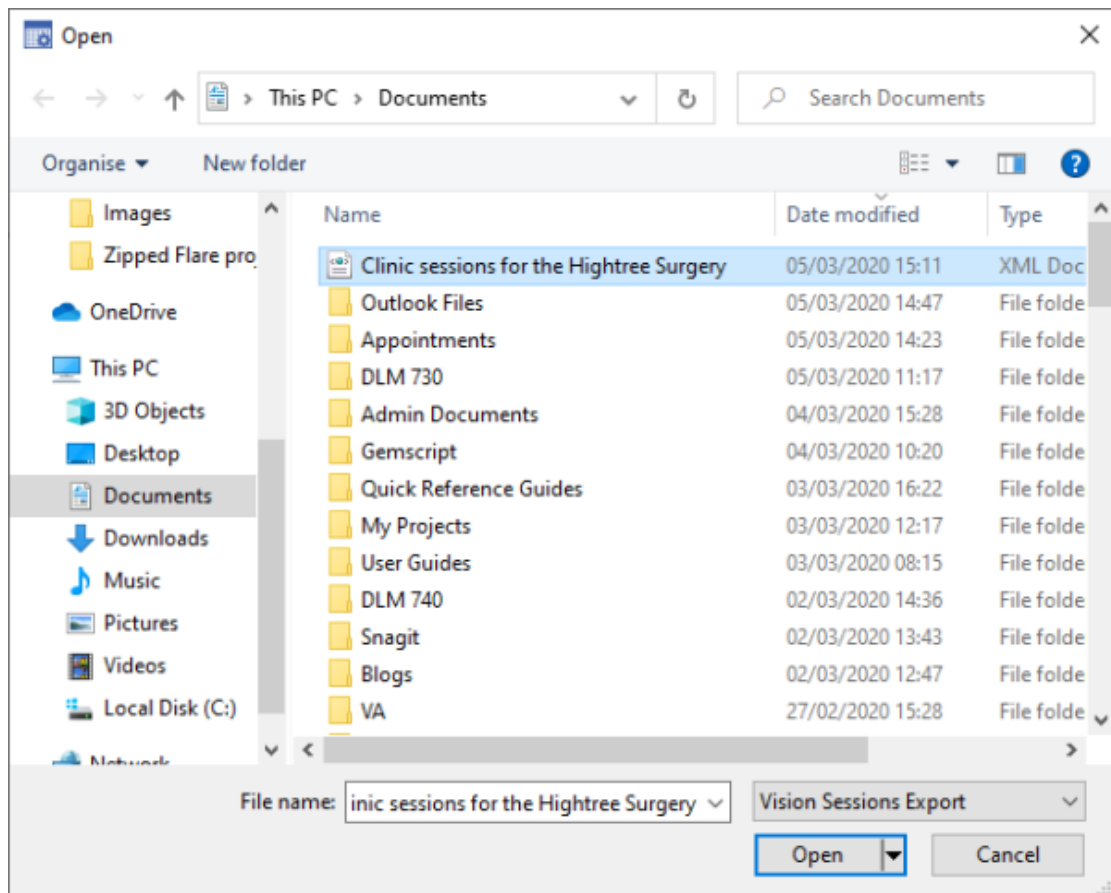 Open
This PC > Documents
Search Documents
Organise
New folder
?
Images
Zipped Flare pro
OneDrive
This PC
3D Objects
Desktop
Documents
Downloads
Music
Pictures
Videos
Local Disk (C:)
Network
Name Date modified Type
Clinic sessions for the Hightree Surgery 05/03/2020 15:11 XML Doc
Outlook Files 05/03/2020 14:47 File folde
Appointments 05/03/2020 14:23 File folde
DLM 730 05/03/2020 11:17 File folde
Admin Documents 04/03/2020 15:28 File folde
Gemscript 04/03/2020 10:20 File folde
Quick Reference Guides 03/03/2020 16:22 File folde
My Projects 03/03/2020 12:17 File folde
User Guides 03/03/2020 08:15 File folde
DLM 740 02/03/2020 14:36 File folde
Snagit 02/03/2020 13:43 File folde
Blogs 02/03/2020 12:47 File folde
VA 27/02/2020 15:28 File folde
File name: inic sessions for the Hightree Surgery
Vision Sessions Export
Open
Cancel